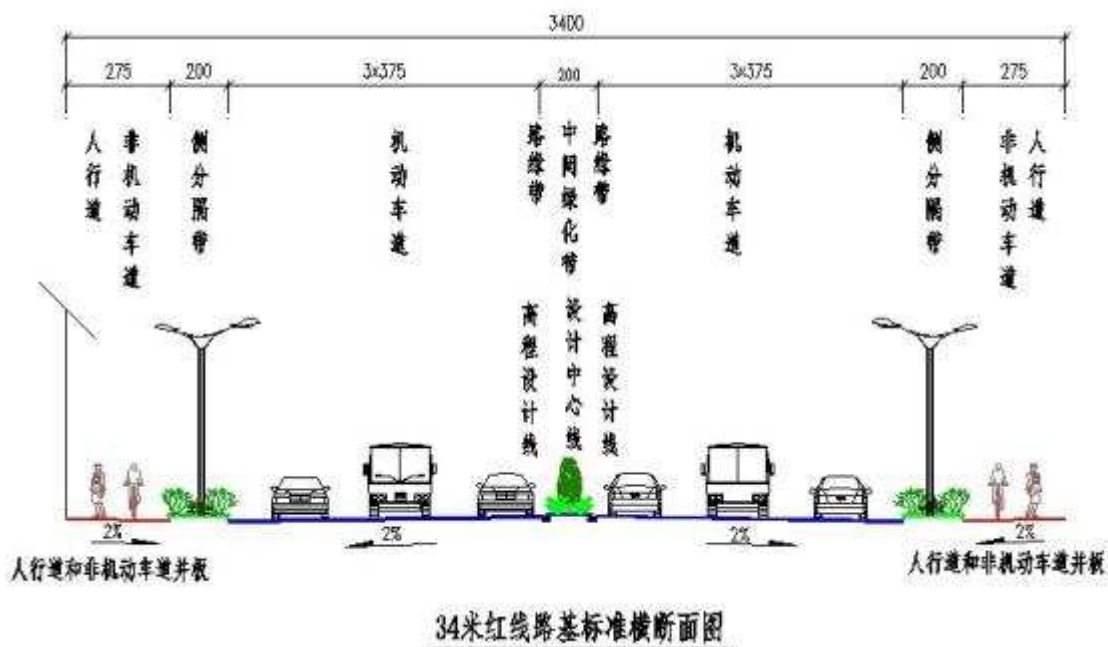 3400
275 200 3x375 200 3x375 200 275
人行道
非机动车道
侧分隔带
机动车道
路缘带
中间绿化带
路缘带
机动车道
侧分隔带
非机动车道
人行道
高程设计线
设计中心线
高程设计线
2% 2% 2% 2%
人行道和非机动车道并板
人行道和非机动车道并板
34米红线路基标准横断面图